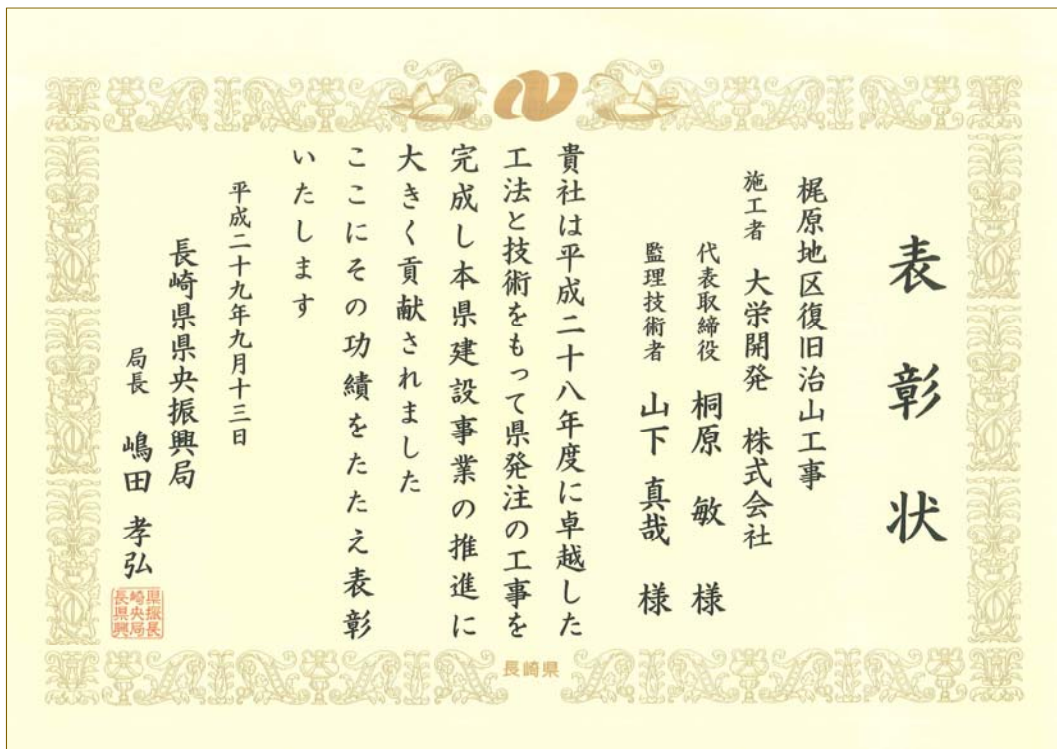 表彰状
梶原地区復旧治山工事
施工者 大栄開発 株式会社
代表取締役 桐原 敏 様
監理技術者 山下 真哉 様
貴社は平成二十八年度に卓越した
工法と技術をもって県発注の工事を
完成し本県建設事業の推進に
大きく貢献されました
ここにその功績をたたえ表彰
いたします
平成二十九年九月十三日
長崎県県央振興局
局長 嶋田 孝弘
長崎県